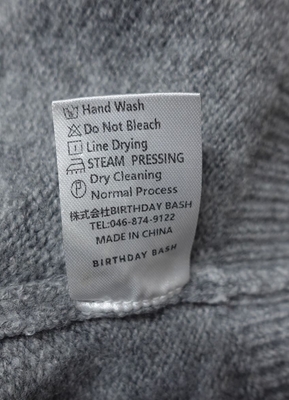 Hand Wash
Do Not Bleach
Line Drying
STEAM PRESSING
Dry Cleaning
Normal Process
株式会社BIRTHDAY BASH
TEL:046-874-9122
MADE IN CHINA
BIRTHDAY BASH